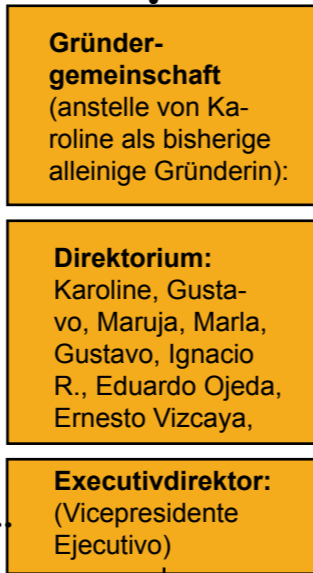 Gründer-
gemeinschaft
(anstelle von Ka-
roline als bisherige
alleinige Gründerin):
Direktorium:
Karoline, Gusta-
vo, Maruja, Marla,
Gustavo, Ignacio
R., Eduardo Ojeda,
Ernesto Vizcaya,
Executivdirektor:
(Vicepresidente
Ejecutivo)